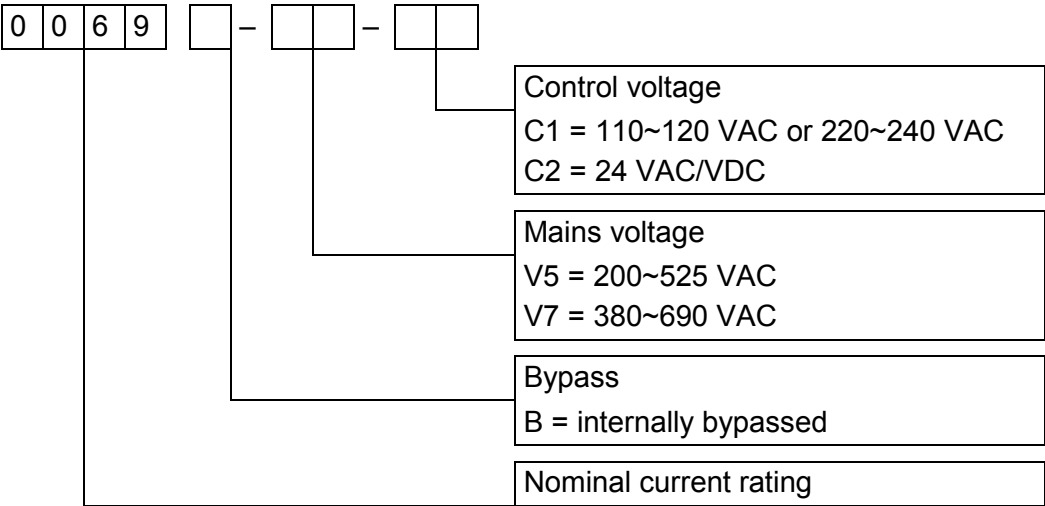 0 0 6 9 – –
Control voltage
C1 = 110~120 VAC or 220~240 VAC
C2 = 24 VAC/VDC
Mains voltage
V5 = 200~525 VAC
V7 = 380~690 VAC
Bypass
B = internally bypassed
Nominal current rating